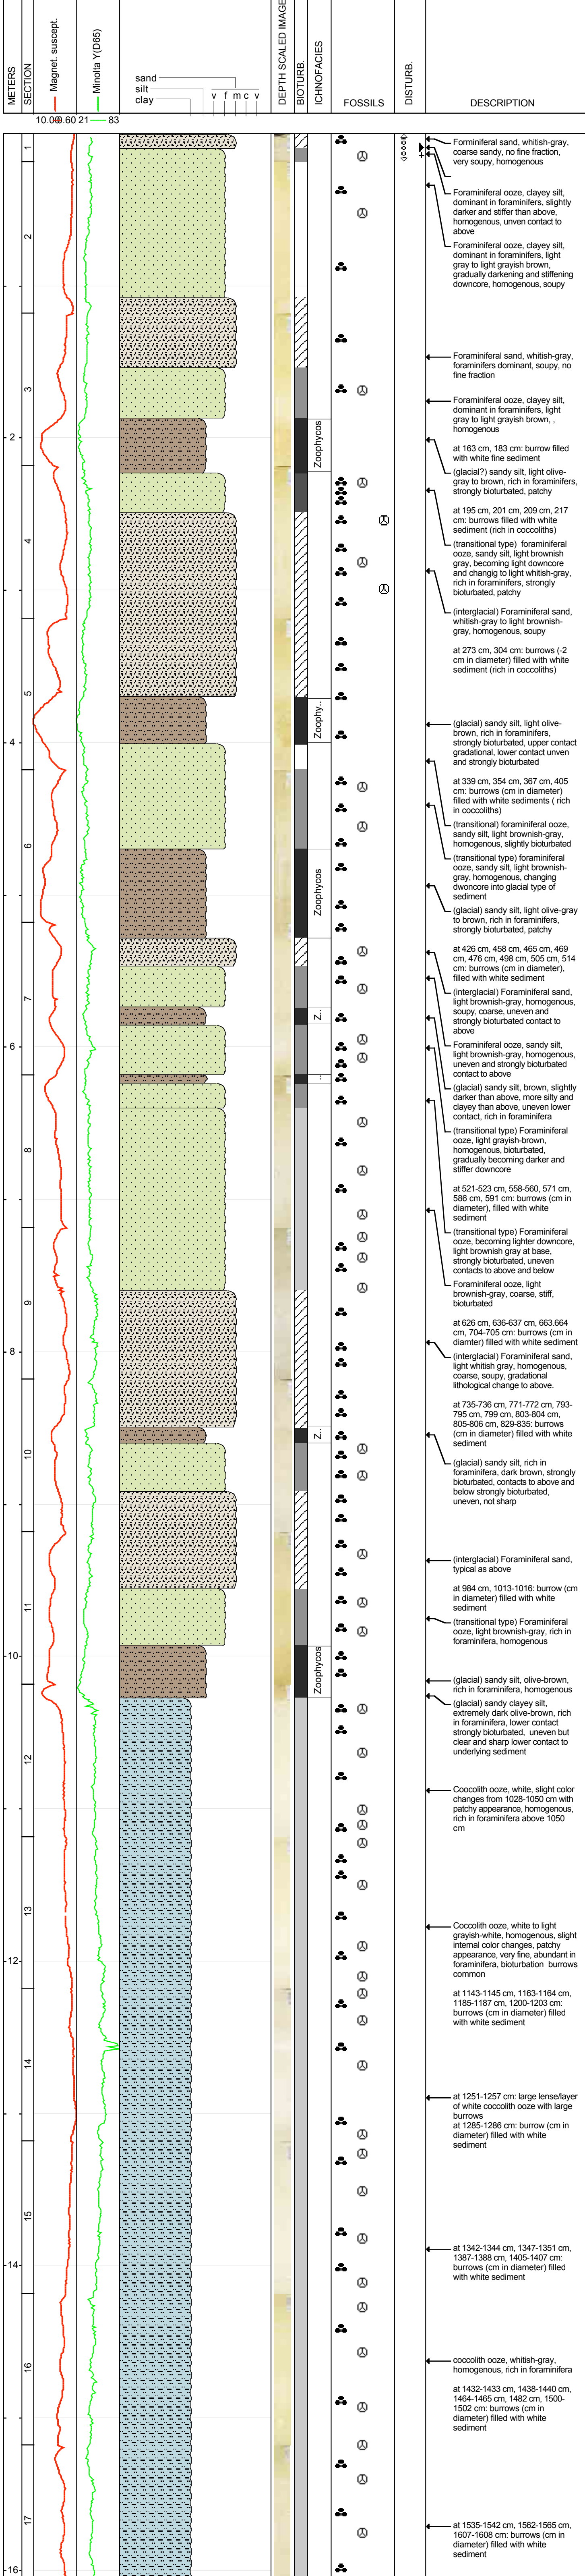 METERS
SECTION
Magnet. suscept.
Minolta Y(D65)
sand
silt
clay
v f m c v
DEPTH SCALED IMAGE
BIOTURB.
ICHNOFACIES
FOSSILS
DISTURB.
DESCRIPTION
21 83
1
Forminiferal sand, whitish-gray,
coarse sandy, no fine fraction,
very soupy, homogenous
Foraminiferal ooze, clayey silt,
dominant in foraminifers, slightly
darker and stiffer than above,
homogenous, unven contact to
above
2
Foraminiferal ooze, clayey silt,
dominant in foraminifers, light
gray to light grayish brown,
gradually darkening and stiffening
downcore, homogenous, soupy
Foraminiferal sand, whitish-gray,
foraminifers dominant, soupy, no
fine fraction
3
Foraminiferal ooze, clayey silt,
dominant in foraminifers, light
gray to light grayish brown, ,
homogenous
2
Zoophycos
at 163 cm, 183 cm: burrow filled
with white fine sediment
(glacial?) sandy silt, light olive-
gray to brown, rich in foraminifers,
strongly bioturbated, patchy
at 195 cm, 201 cm, 209 cm, 217
cm: burrows filled with white
sediment (rich in coccoliths)
4
(transitional type) foraminiferal
ooze, sandy silt, light brownish
gray, becoming light downcore
and changig to light whitish-gray,
rich in foraminifers, strongly
bioturbated, patchy
(interglacial) Foraminiferal sand,
whitish-gray to light brownish-
gray, homogenous, soupy
at 273 cm, 304 cm: burrows (-2
cm in diameter) filled with white
sediment (rich in coccoliths)
5
Zoophy..
(glacial) sandy silt, light olive-
brown, rich in foraminifers,
strongly bioturbated, upper contact
gradational, lower contact unven
and strongly bioturbated
4
at 339 cm, 354 cm, 367 cm, 405
cm: burrows (cm in diameter)
filled with white sediments ( rich
in coccoliths)
(transitional) foraminiferal ooze,
sandy silt, light brownish-gray,
homogenous, slightly bioturbated
6
Zoophycos
(transitional type) foraminiferal
ooze, sandy silt, light brownish-
gray, homogenous, changing
dwoncore into glacial type of
sediment
(glacial) sandy silt, light olive-gray
to brown, rich in foraminifers,
strongly bioturbated, patchy
at 426 cm, 458 cm, 465 cm, 469
cm, 476 cm, 498 cm, 505 cm, 514
cm: burrows (cm in diameter),
filled with white sediment
7
Z..
(interglacial) Foraminiferal sand,
light brownish-gray, homogenous,
soupy, coarse, uneven and
strongly bioturbated contact to
above
6
Foraminiferal ooze, sandy silt,
light brownish-gray, homogenous,
uneven and strongly bioturbated
contact to above
..
(glacial) sandy silt, brown, slightly
darker than above, more silty and
clayey than above, uneven lower
contact, rich in foraminifera
8
(transitional type) Foraminiferal
ooze, light grayish-brown,
homogenous, bioturbated,
gradually becoming darker and
stiffer downcore
at 521-523 cm, 558-560, 571 cm,
586 cm, 591 cm: burrows (cm in
diameter), filled with white
sediment
(transitional type) Foraminiferal
ooze, becoming lighter downcore,
light brownish gray at base,
strongly bioturbated, uneven
contacts to above and below
Foraminiferal ooze, light
brownish-gray, coarse, stiff,
bioturbated
9
at 626 cm, 636-637 cm, 663.664
cm, 704-705 cm: burrows (cm in
diamter) filled with white sediment
8
(interglacial) Foraminiferal sand,
light whitish gray, homogenous,
coarse, soupy, gradational
lithological change to above.
at 735-736 cm, 771-772 cm, 793-
795 cm, 799 cm, 803-804 cm,
805-806 cm, 829-835: burrows
(cm in diameter) filled with white
sediment
Z..
10
(glacial) sandy silt, rich in
foraminifera, dark brown, strongly
bioturbated, contacts to above and
below strongly bioturbated,
uneven, not sharp
(interglacial) Foraminiferal sand,
typical as above
11
at 984 cm, 1013-1016: burrow (cm
in diameter) filled with white
sediment
(transitional type) Foraminiferal
ooze, light brownish-gray, rich in
foraminifera, homogenous
10
Zoophycos
(glacial) sandy silt, olive-brown,
rich in foraminifera, homogenous
(glacial) sandy clayey silt,
extremely dark olive-brown, rich
in foraminifera, lower contact
strongly bioturbated, uneven but
clear and sharp lower contact to
underlying sediment
12
Coocolith ooze, white, slight color
changes from 1028-1050 cm with
patchy appearance, homogenous,
rich in foraminifera above 1050
cm
13
Coccolith ooze, white to light
grayish-white, homogenous, slight
internal color changes, patchy
appearance, very fine, abundant in
foraminifera, bioturbation burrows
common
12
at 1143-1145 cm, 1163-1164 cm,
1185-1187 cm, 1200-1203 cm:
burrows (cm in diameter) filled
with white sediment
14
at 1251-1257 cm: large lense/layer
of white coccolith ooze with large
burrows
at 1285-1286 cm: burrow (cm in
diameter) filled with white
sediment
15
at 1342-1344 cm, 1347-1351 cm,
1387-1388 cm, 1405-1407 cm:
burrows (cm in diameter) filled
with white sediment
14
16
coccolith ooze, whitish-gray,
homogenous, rich in foraminifera
at 1432-1433 cm, 1438-1440 cm,
1464-1465 cm, 1482 cm, 1500-
1502 cm: burrows (cm in
diameter) filled with white
sediment
17
at 1535-1542 cm, 1562-1565 cm,
1607-1608 cm: burrows (cm in
diameter) filled with white
sediment
16